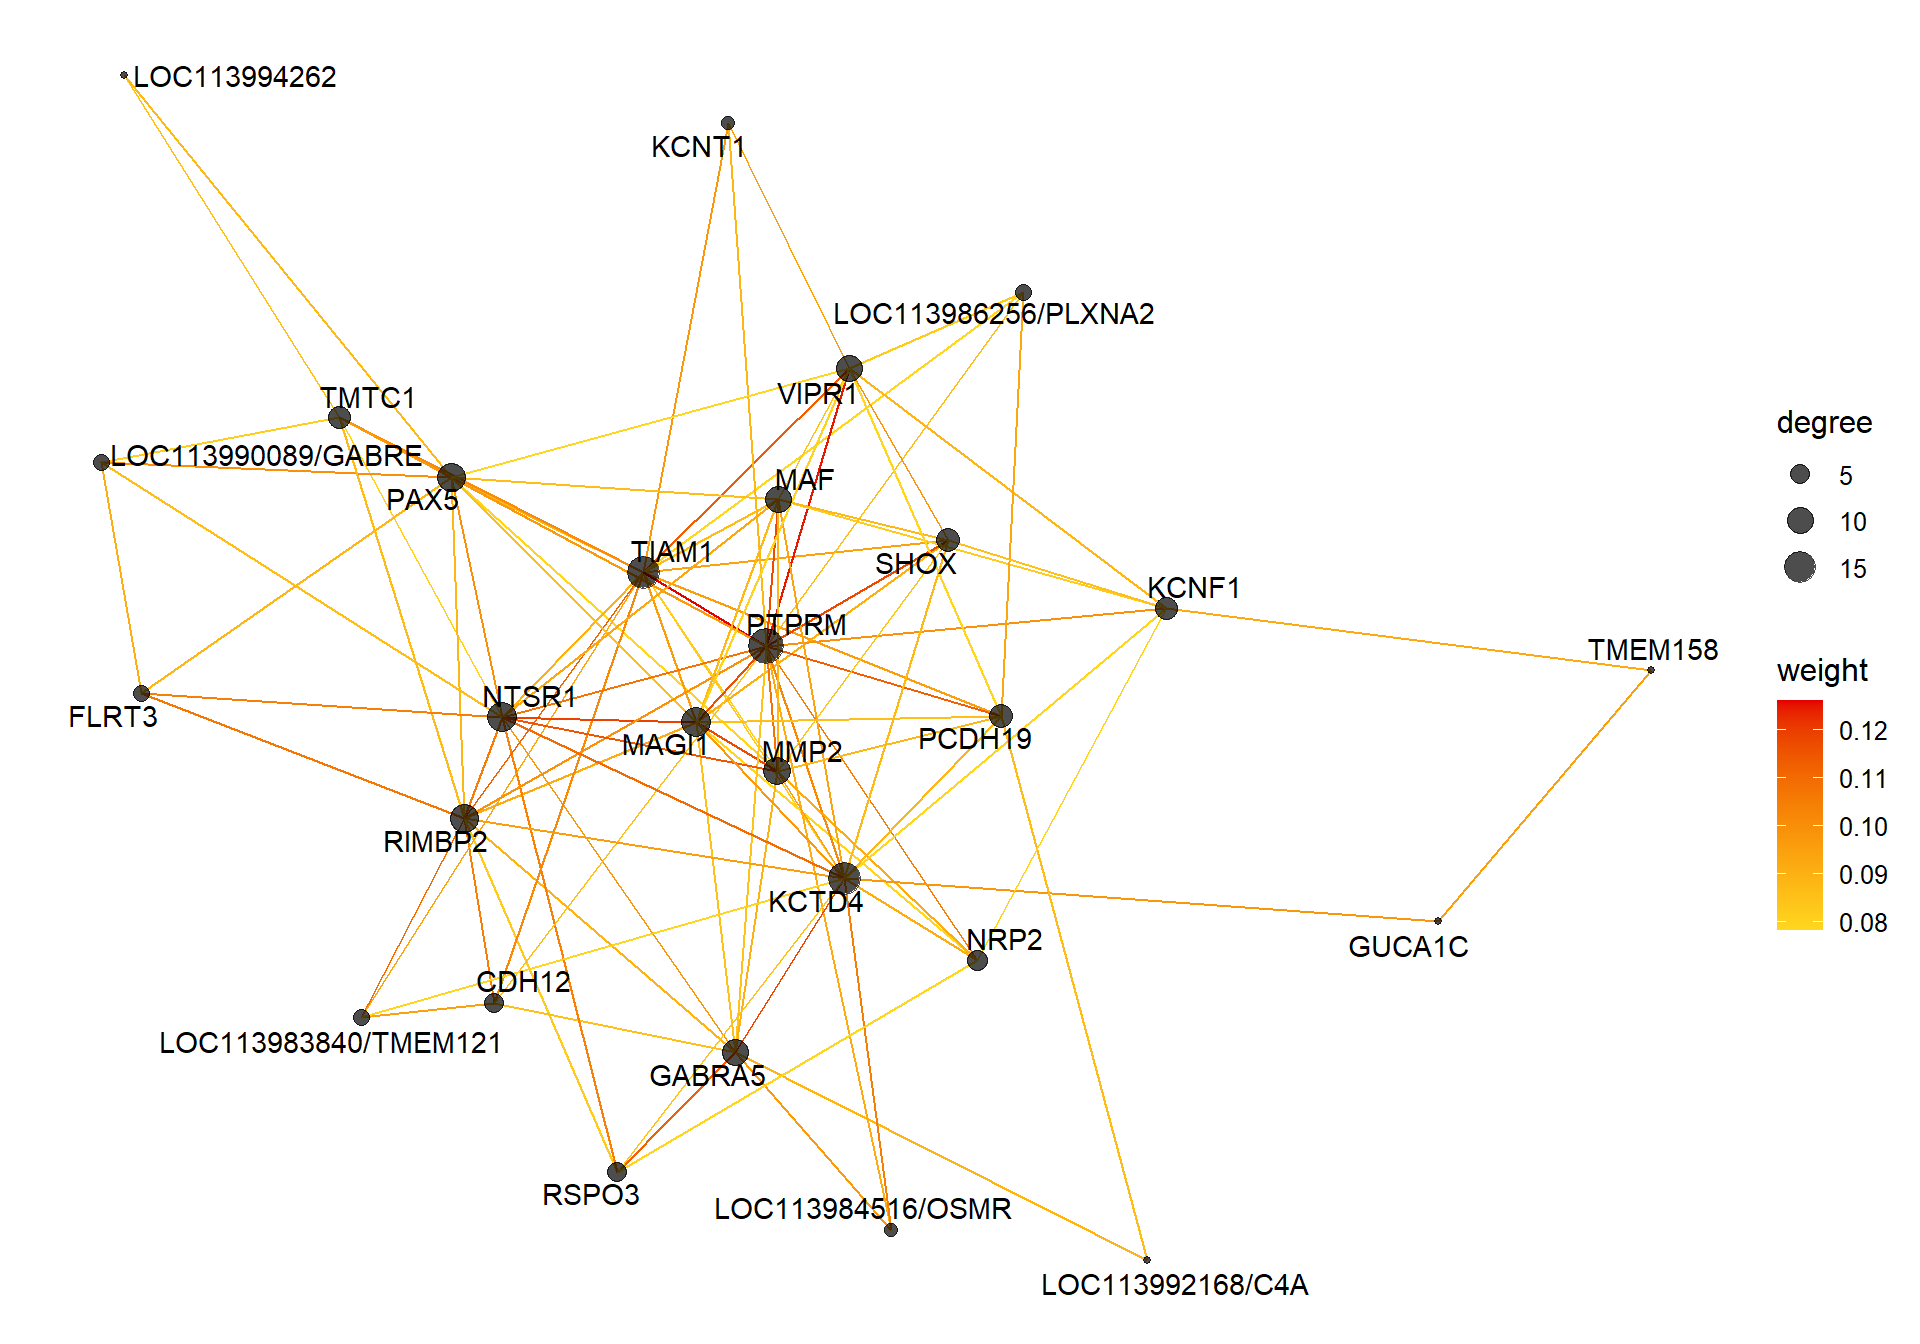 LOC113994262
KCNT1
LOC113986256/PLXNA2
VIPR1
TMTC1
LOC113990089/GABRE
PAX5
MAF
TIAM1
SHOX
KCNF1
PTPRM
TMEM158
NTSR1
FLRT3
MAGI1
MMP2
PCDH19
RIMBP2
KCTD4
NRP2
GUCA1C
CDH12
LOC113983840/TMEM121
GABRA5
RSPO3
LOC113984516/OSMR
LOC113992168/C4A
degree
5
10
15
weight
0.12
0.11
0.10
0.09
0.08